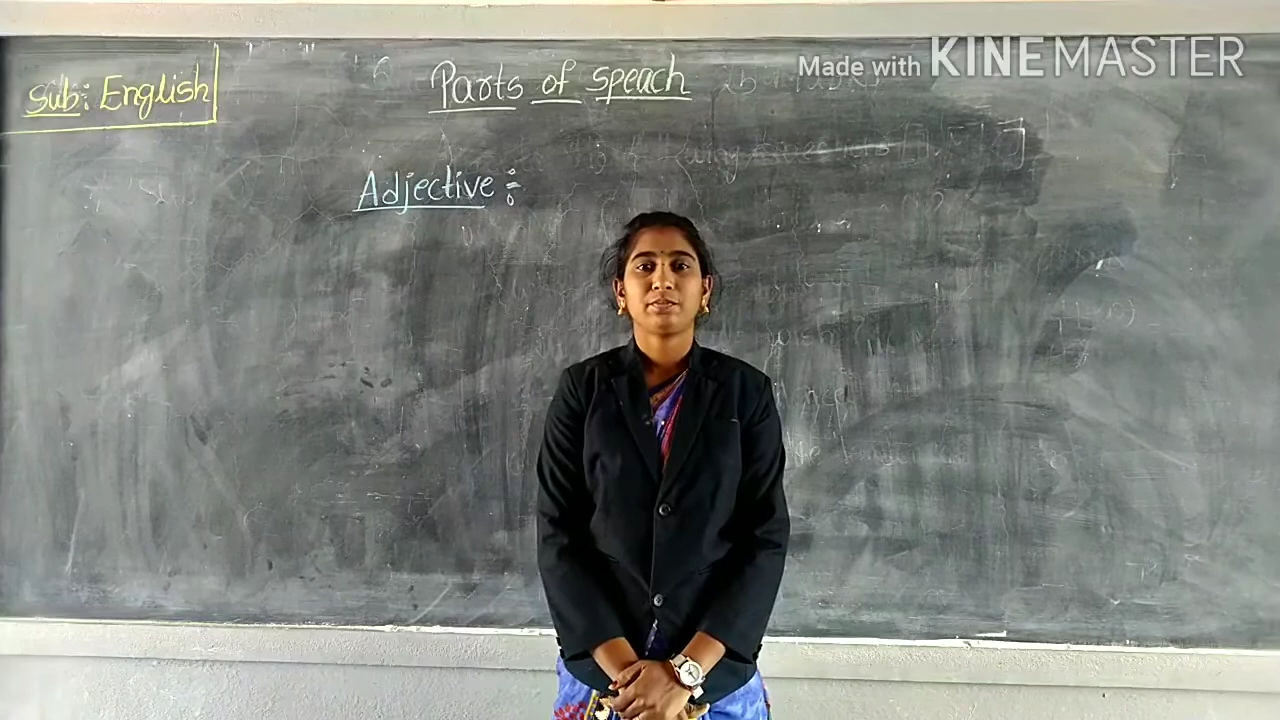 Sub: English
Parts of speach
Made with KINEMASTER
Adjective :-